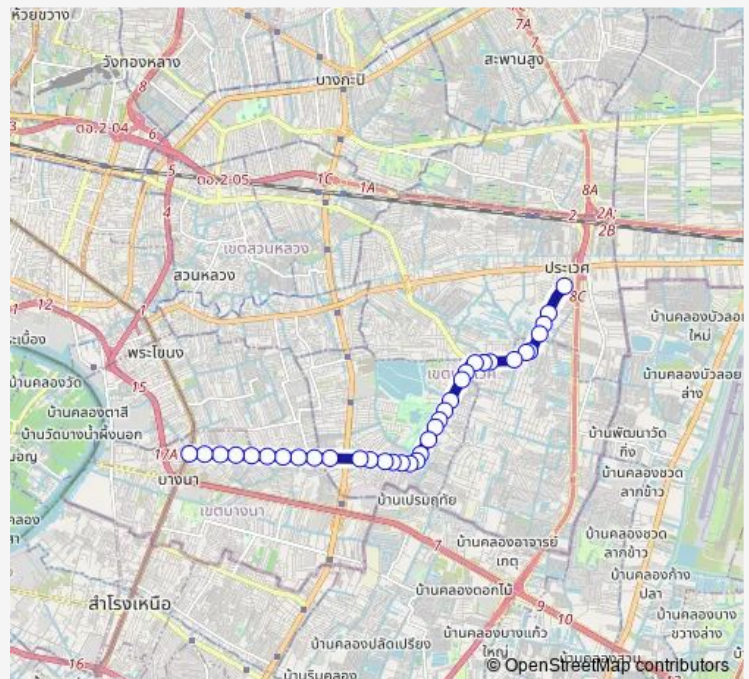 ห้วยขวาง
7A
7
วังทองหลาง
สะพานสูง
บางกะปิ
8
3
ตอ.2-04
6
5
ตอ.2-05
1C
1A
8A
4
2
2A;
2B
เขตสวนหลวง
สวนหลวง
ประเวศ
8C
12
1
บ้านคลองบัวลอย
ใหม่
พระโขนง
บ้านคลองวัด
15
บ้านคลองบัวลอย
ล่าง
บ้านคลองตาสี
บ้านวัดบางน้ำผึ้งนอก
บ้านพัฒนาวัด
กิ่ง
17A
บางนา
บ้านคลองชวด
ลากข้าว
บ้านเปรมฤทัย
เขตบางนา
บ้านคลองอาจารย์
เกตุ
7
บ้านคลองชวด
ลากข้าว
บ้านคลองก้าง
ปลา
บ้านคลองดอกไม้
9
10
สำโรงเหนือ
บ้านคลองบาง
ขวางล่าง
บ้านคลองบางแก้ว
ใหญ่
บ้านคลองปลัดเปรียง
16
© OpenStreetMap contributors